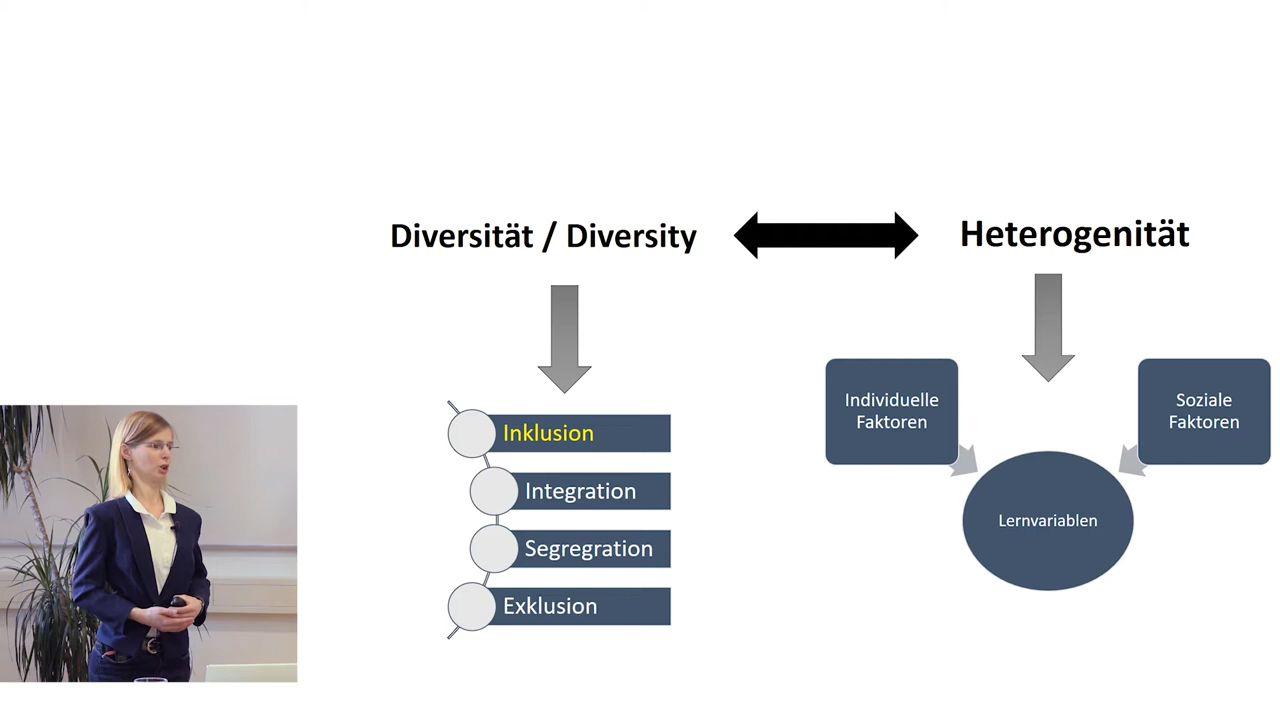 Diversität / Diversity
Heterogenität
Inklusion
Integration
Segregration
Exklusion
Individuelle
Faktoren
Soziale
Faktoren
Lernvariablen